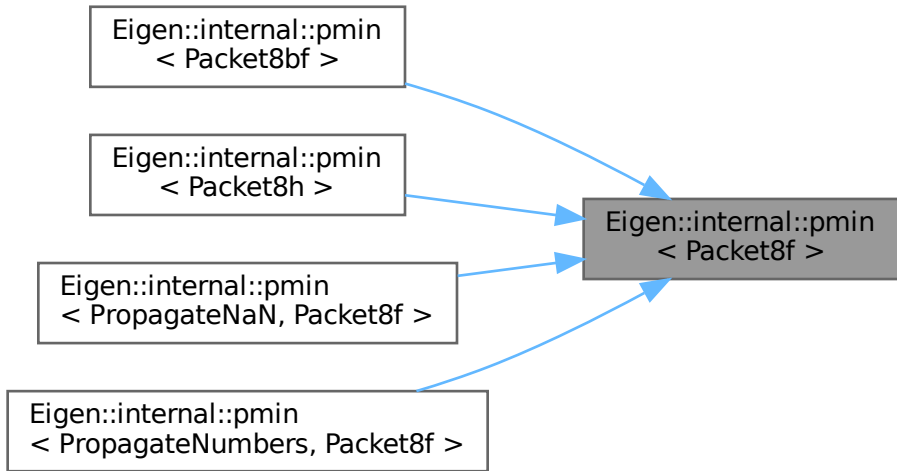 Eigen::internal::pmin
< Packet8bf >
Eigen::internal::pmin
< Packet8h >
Eigen::internal::pmin
< PropagateNaN, Packet8f >
Eigen::internal::pmin
< PropagateNumbers, Packet8f >
Eigen::internal::pmin
< Packet8f >